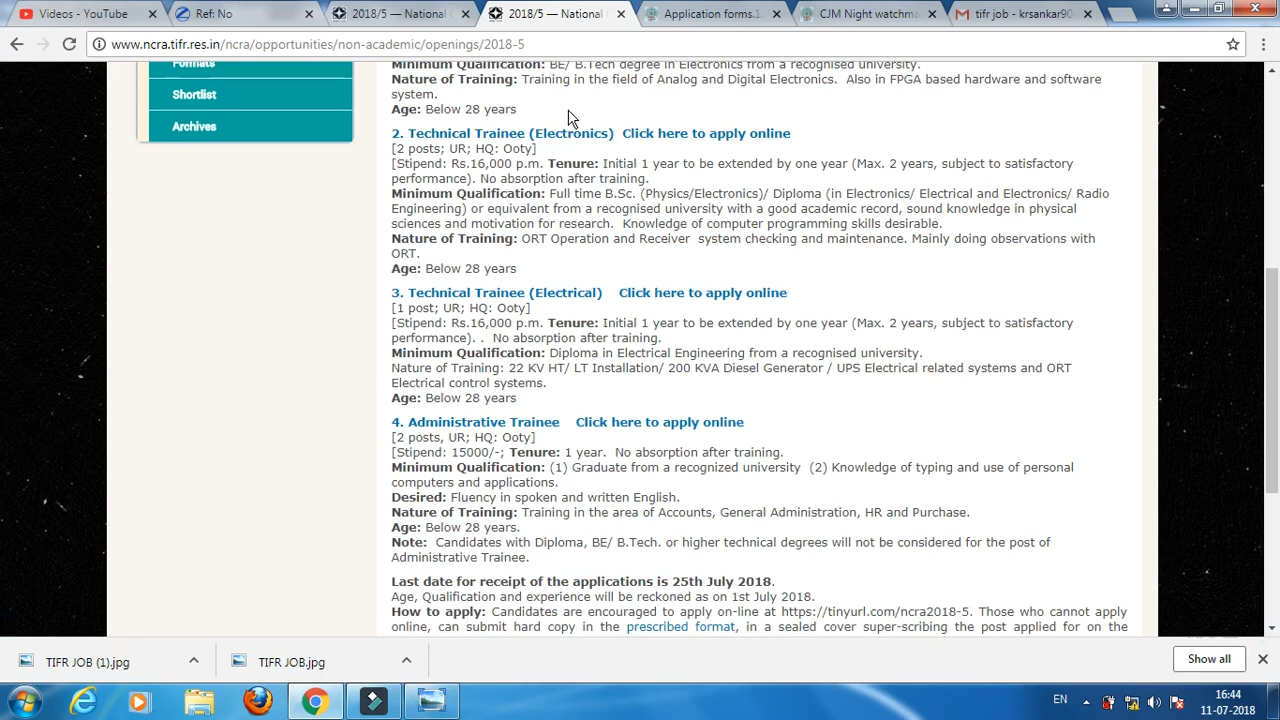 Videos - YouTube
Ref: No
2018/5 — National
2018/5 — National
Application forms.1
CJM Night watchma
tifr job - krsankar90
www.ncra.tifr.res.in/ncra/opportunities/non-academic/openings/2018-5
Formats
Shortlist
Archives
Minimum Qualification: BE/ B.Tech degree in Electronics from a recognised university.
Nature of Training: Training in the field of Analog and Digital Electronics. Also in FPGA based hardware and software
system.
Age: Below 28 years
2. Technical Trainee (Electronics) Click here to apply online
[2 posts; UR; HQ: Ooty]
[Stipend: Rs.16,000 p.m. Tenure: Initial 1 year to be extended by one year (Max. 2 years, subject to satisfactory
performance). No absorption after training.
Minimum Qualification: Full time B.Sc. (Physics/Electronics)/ Diploma (in Electronics/ Electrical and Electronics/ Radio
Engineering) or equivalent from a recognised university with a good academic record, sound knowledge in physical
sciences and motivation for research. Knowledge of computer programming skills desirable.
Nature of Training: ORT Operation and Receiver system checking and maintenance. Mainly doing observations with
ORT.
Age: Below 28 years
3. Technical Trainee (Electrical) Click here to apply online
[1 post; UR; HQ: Ooty]
[Stipend: Rs.16,000 p.m. Tenure: Initial 1 year to be extended by one year (Max. 2 years, subject to satisfactory
performance). . No absorption after training.
Minimum Qualification: Diploma in Electrical Engineering from a recognised university.
Nature of Training: 22 KV HT/ LT Installation/ 200 KVA Diesel Generator / UPS Electrical related systems and ORT
Electrical control systems.
Age: Below 28 years
4. Administrative Trainee Click here to apply online
[2 posts, UR; HQ: Ooty]
[Stipend: 15000/-; Tenure: 1 year. No absorption after training.
Minimum Qualification: (1) Graduate from a recognized university (2) Knowledge of typing and use of personal
computers and applications.
Desired: Fluency in spoken and written English.
Nature of Training: Training in the area of Accounts, General Administration, HR and Purchase.
Age: Below 28 years.
Note: Candidates with Diploma, BE/ B.Tech. or higher technical degrees will not be considered for the post of
Administrative Trainee.
Last date for receipt of the applications is 25th July 2018.
Age, Qualification and experience will be reckoned as on 1st July 2018.
How to apply: Candidates are encouraged to apply on-line at https://tinyurl.com/ncra2018-5. Those who cannot apply
online, can submit hard copy in the prescribed format, in a sealed cover super-scribing the post applied for on the
TIFR JOB (1).jpg
TIFR JOB.jpg
Show all
EN
16:44
11-07-2018